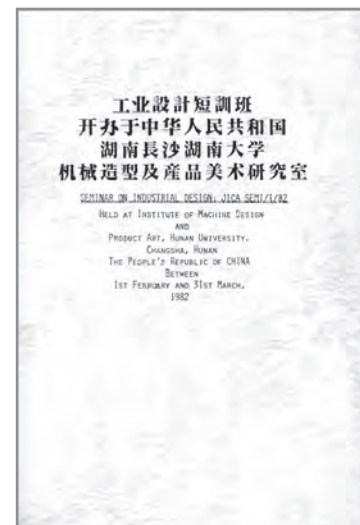 工业設計短訓班
开办于中华人民共和国
湖南長沙湖南大学
机械造型及産品美术研究室
SEMINAR ON INDUSTRIAL DESIGN: JICA SEMI/I/82
HELD AT INSTITUTE OF MACHINE DESIGN
AND
PRODUCT ART, HUNAN UNIVERSITY.
CHANGSHA, HUNAN
THE PEOPLE'S REPUBLIC OF CHINA
BETWEEN
1ST FEBRUARY AND 31ST MARCH,
1982